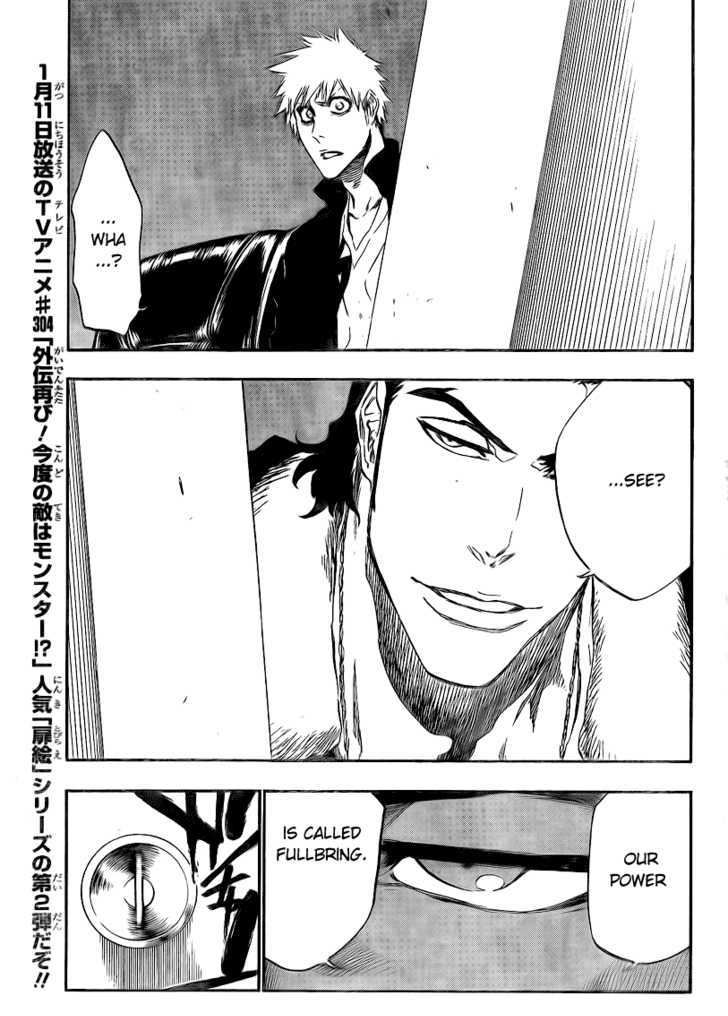 ...
WHA
...?
...SEE?
OUR
POWER
IS CALLED
FULLBRING.
1月11日放送のTVアニメ#304「外伝再び!今度の敵はモンスター!?」人気「扉絵」シリーズの第2弾だぞ!!